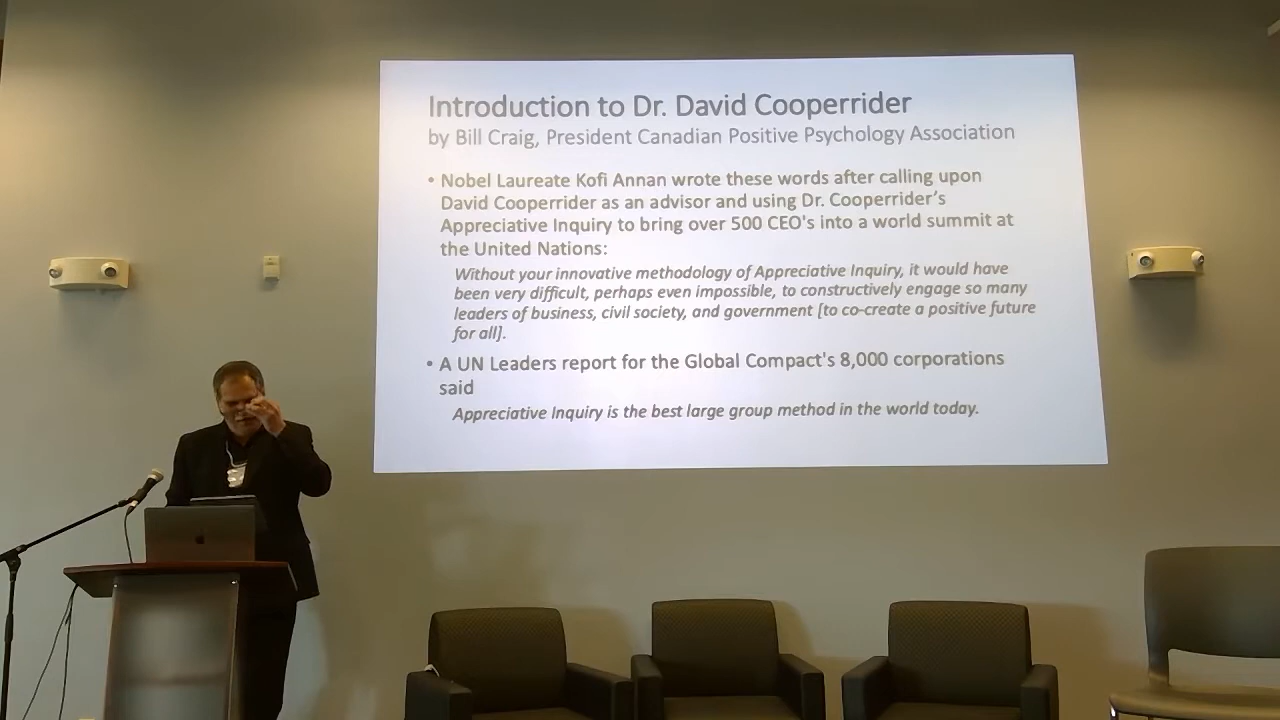 Introduction to Dr. David Cooperrider
by Bill Craig, President Canadian Positive Psychology Association
• Nobel Laureate Kofi Annan wrote these words after calling upon
David Cooperrider as an advisor and using Dr. Cooperrider's
Appreciative Inquiry to bring over 500 CEO's into a world summit at
the United Nations:
Without your innovative methodology of Appreciative Inquiry, it would have
been very difficult, perhaps even impossible, to constructively engage so many
leaders of business, civil society, and government [to co-create a positive future
for all].
• A UN Leaders report for the Global Compact's 8,000 corporations
said
Appreciative Inquiry is the best large group method in the world today.